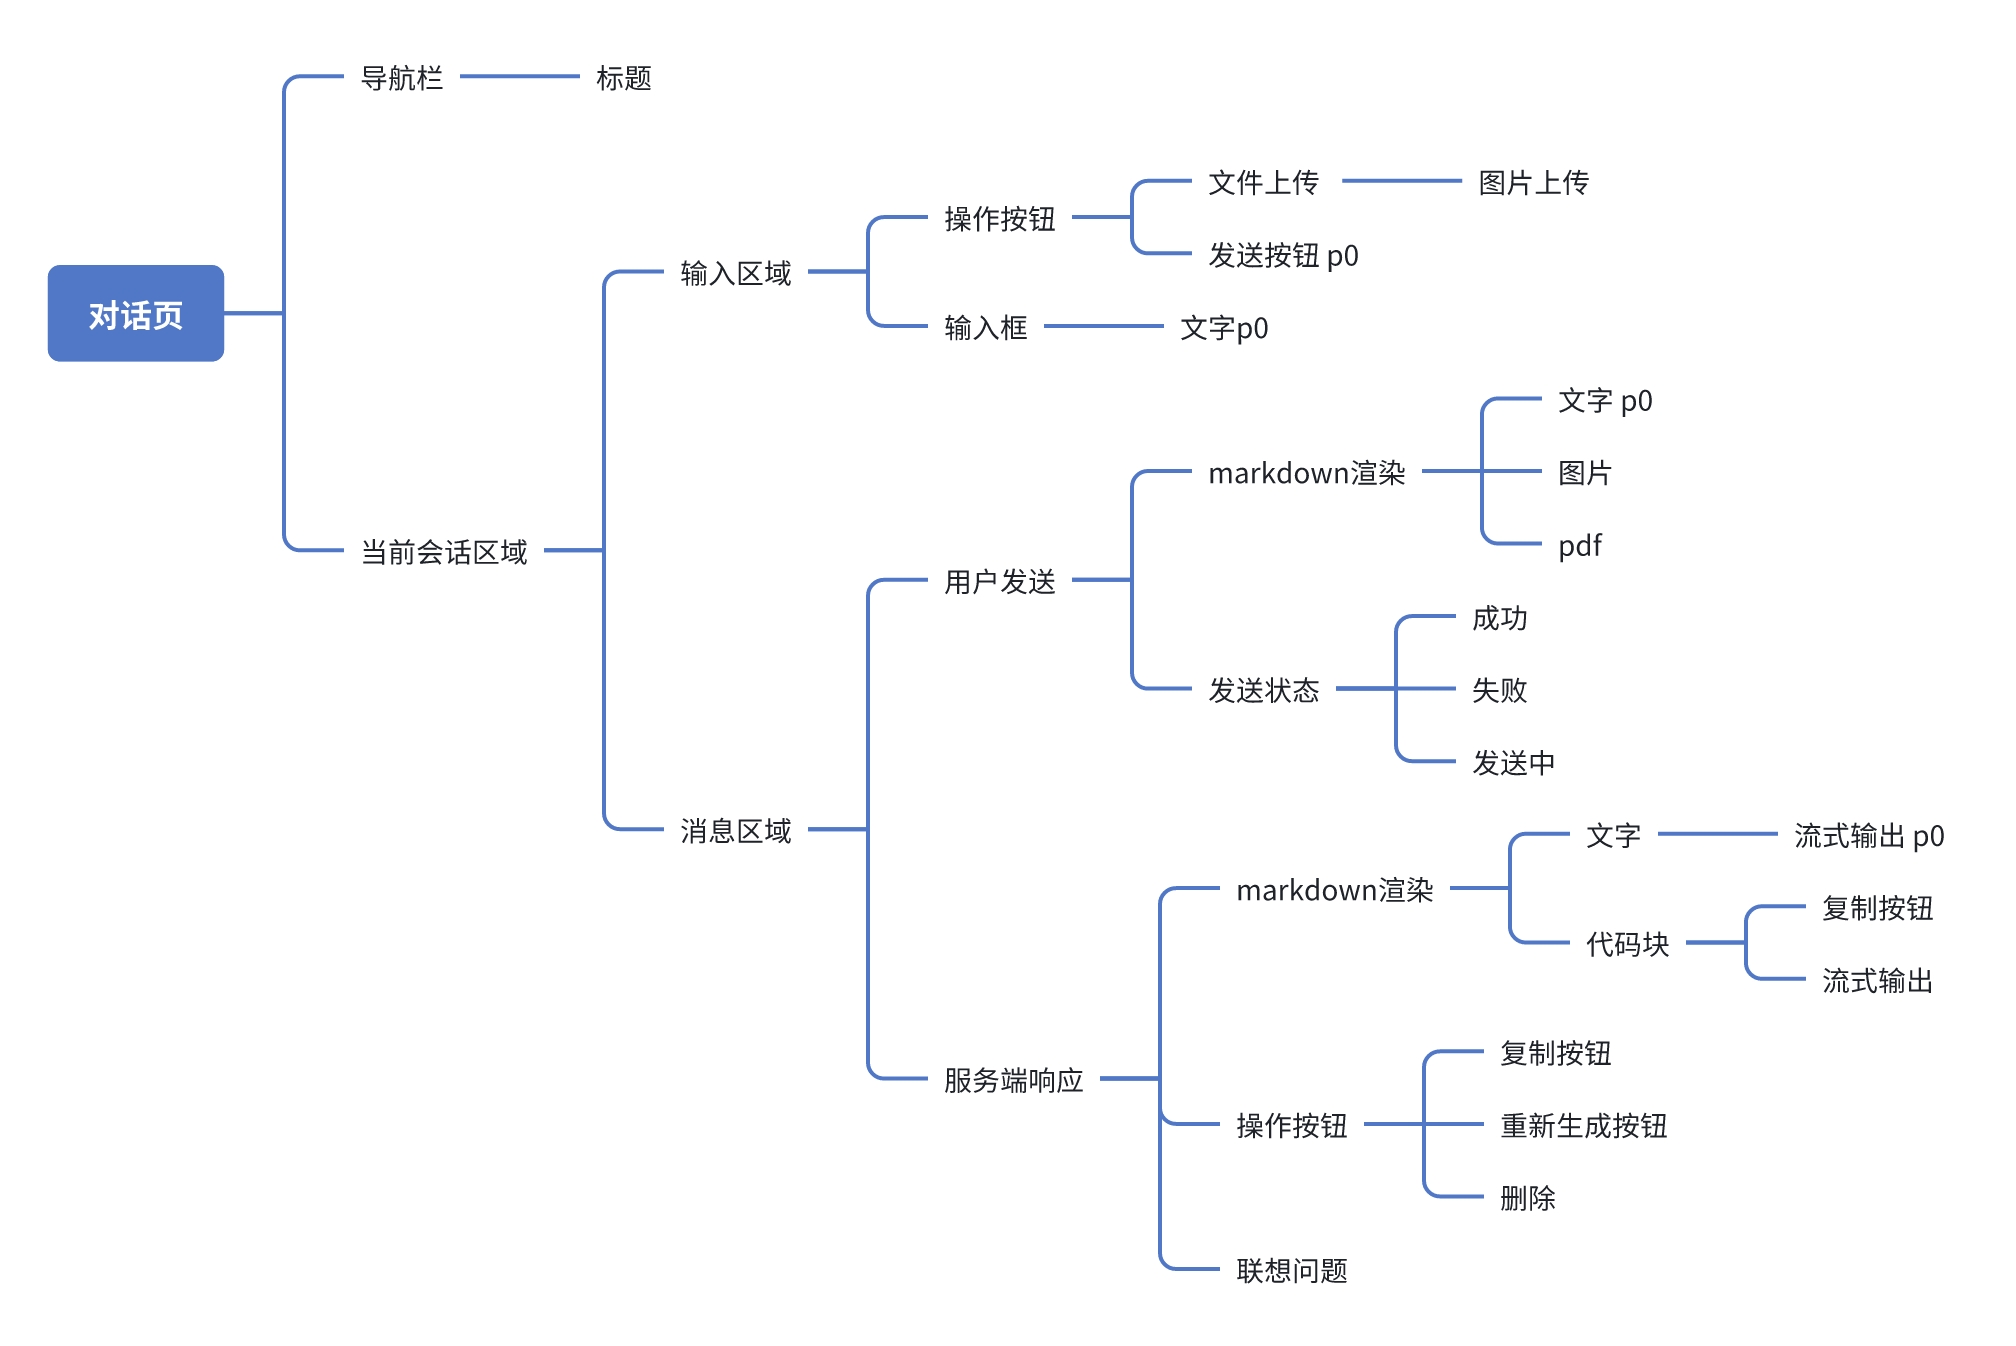 对话页
导航栏
标题
当前会话区域
输入区域
操作按钮
文件上传
图片上传
发送按钮 p0
输入框
文字p0
消息区域
用户发送
markdown渲染
文字 p0
图片
pdf
发送状态
成功
失败
发送中
服务端响应
markdown渲染
文字
流式输出 p0
代码块
复制按钮
流式输出
操作按钮
复制按钮
重新生成按钮
删除
联想问题